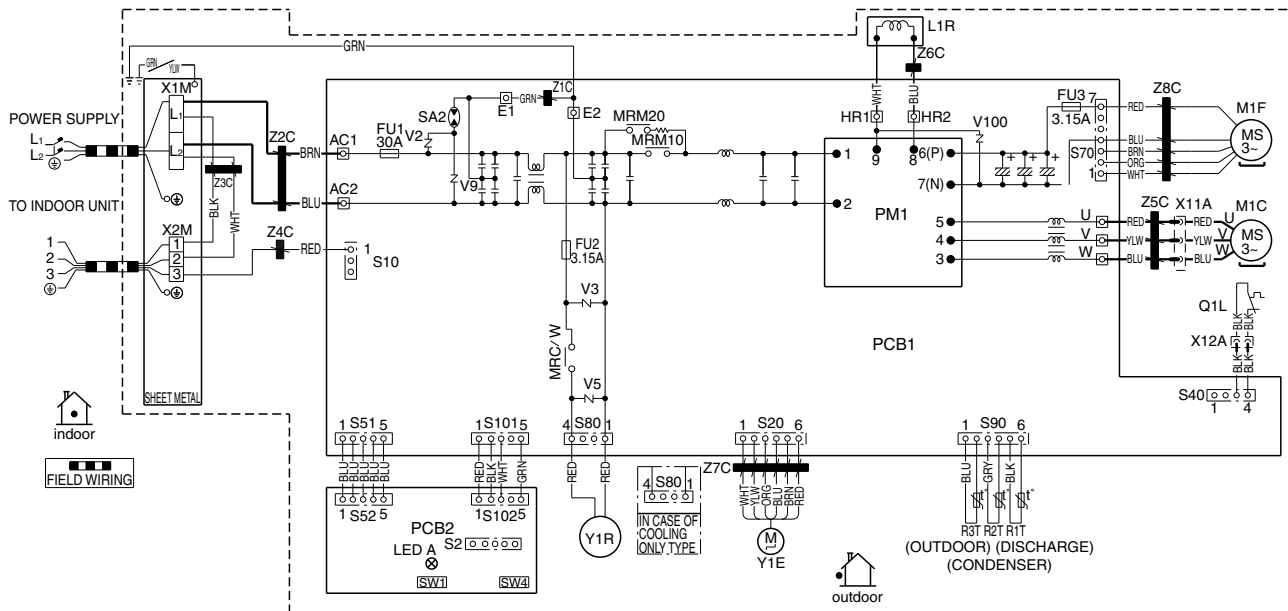 L1R
GRN
Z6C
GRN
YLW
X1M
L1
L2
POWER SUPPLY
L1
L2
Z2C
Z3C
BLK
WHT
TO INDOOR UNIT
1
2
3
X2M
1
2
3
SHEET METAL
Z4C
RED
1
S10
BRN
BLU
AC1
AC2
FU1
30A
V2
SA2
V9
E1
GRN
Z1C
E2
MRM20
MRM10
WHT
BLU
HR1
HR2
V100
9
8
1
2
6(P)
7(N)
5
4
3
PM1
FU3
3.15A
7
S70
1
RED
BLU
BRN
ORG
WHT
Z8C
M1F
MS
3~
U
V
W
RED
YLW
BLU
Z5C
X11A
RED
YLW
BLU
U
V
W
M1C
MS
3~
Q1L
BLK
BLK
X12A
BLK
BLK
S40
1
4
FU2
3.15A
V3
MRC/W
V5
PCB1
indoor
FIELD WIRING
1 S51 5
BLU
BLU
BLU
BLU
BLU
1 S52 5
1 S101 5
RED
BLK
WHT
GRN
1 S102 5
PCB2
S2
LED A
SW1
SW4
4 S80 1
RED
RED
Y1R
4 S80 1
IN CASE OF
COOLING
ONLY TYPE
1 S20 6
Z7C
WHT
YLW
ORG
BLU
BRN
RED
M
Y1E
1 S90 6
BLU
GRY
BLK
t°
t°
t°
R3T
R2T
R1T
(OUTDOOR) (DISCHARGE)
(CONDENSER)
outdoor